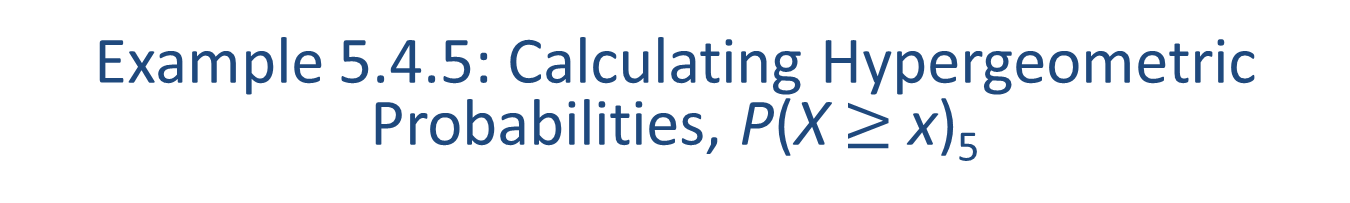 Example 5.4.5: Calculating Hypergeometric
Probabilities, P(X ≥ x)₅